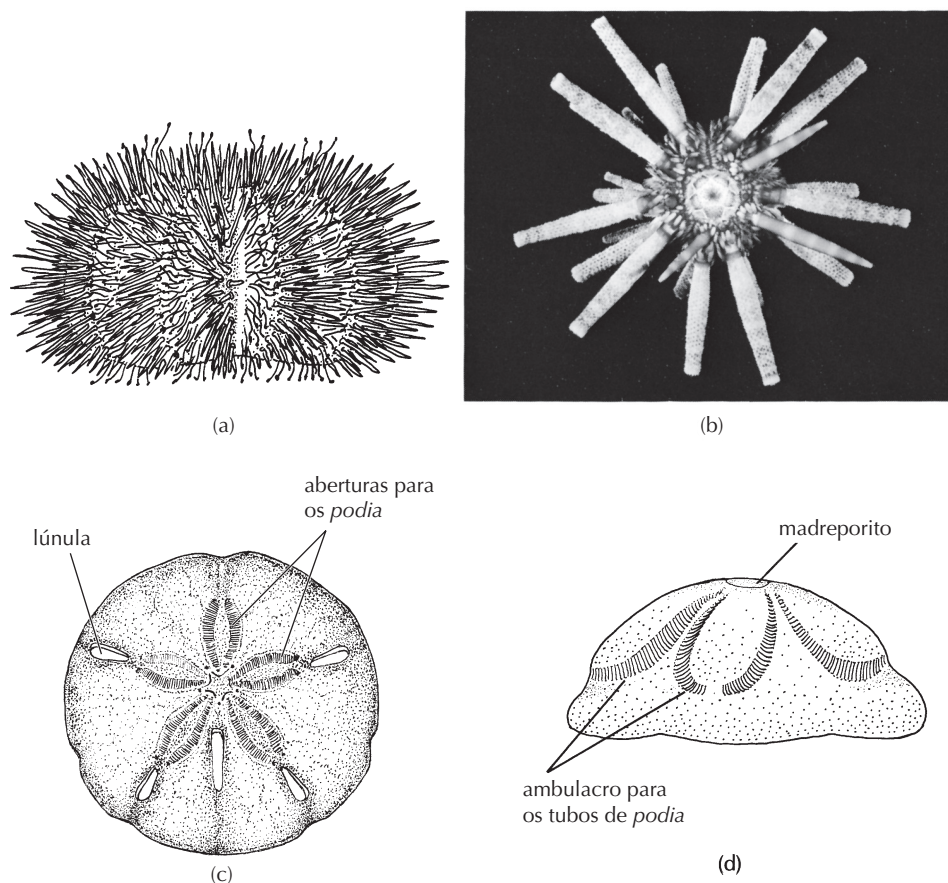 (a)
(b)
aberturas para
os podia
lúnula
(c)
madreporito
ambulacro para
os tubos de podia
(d)